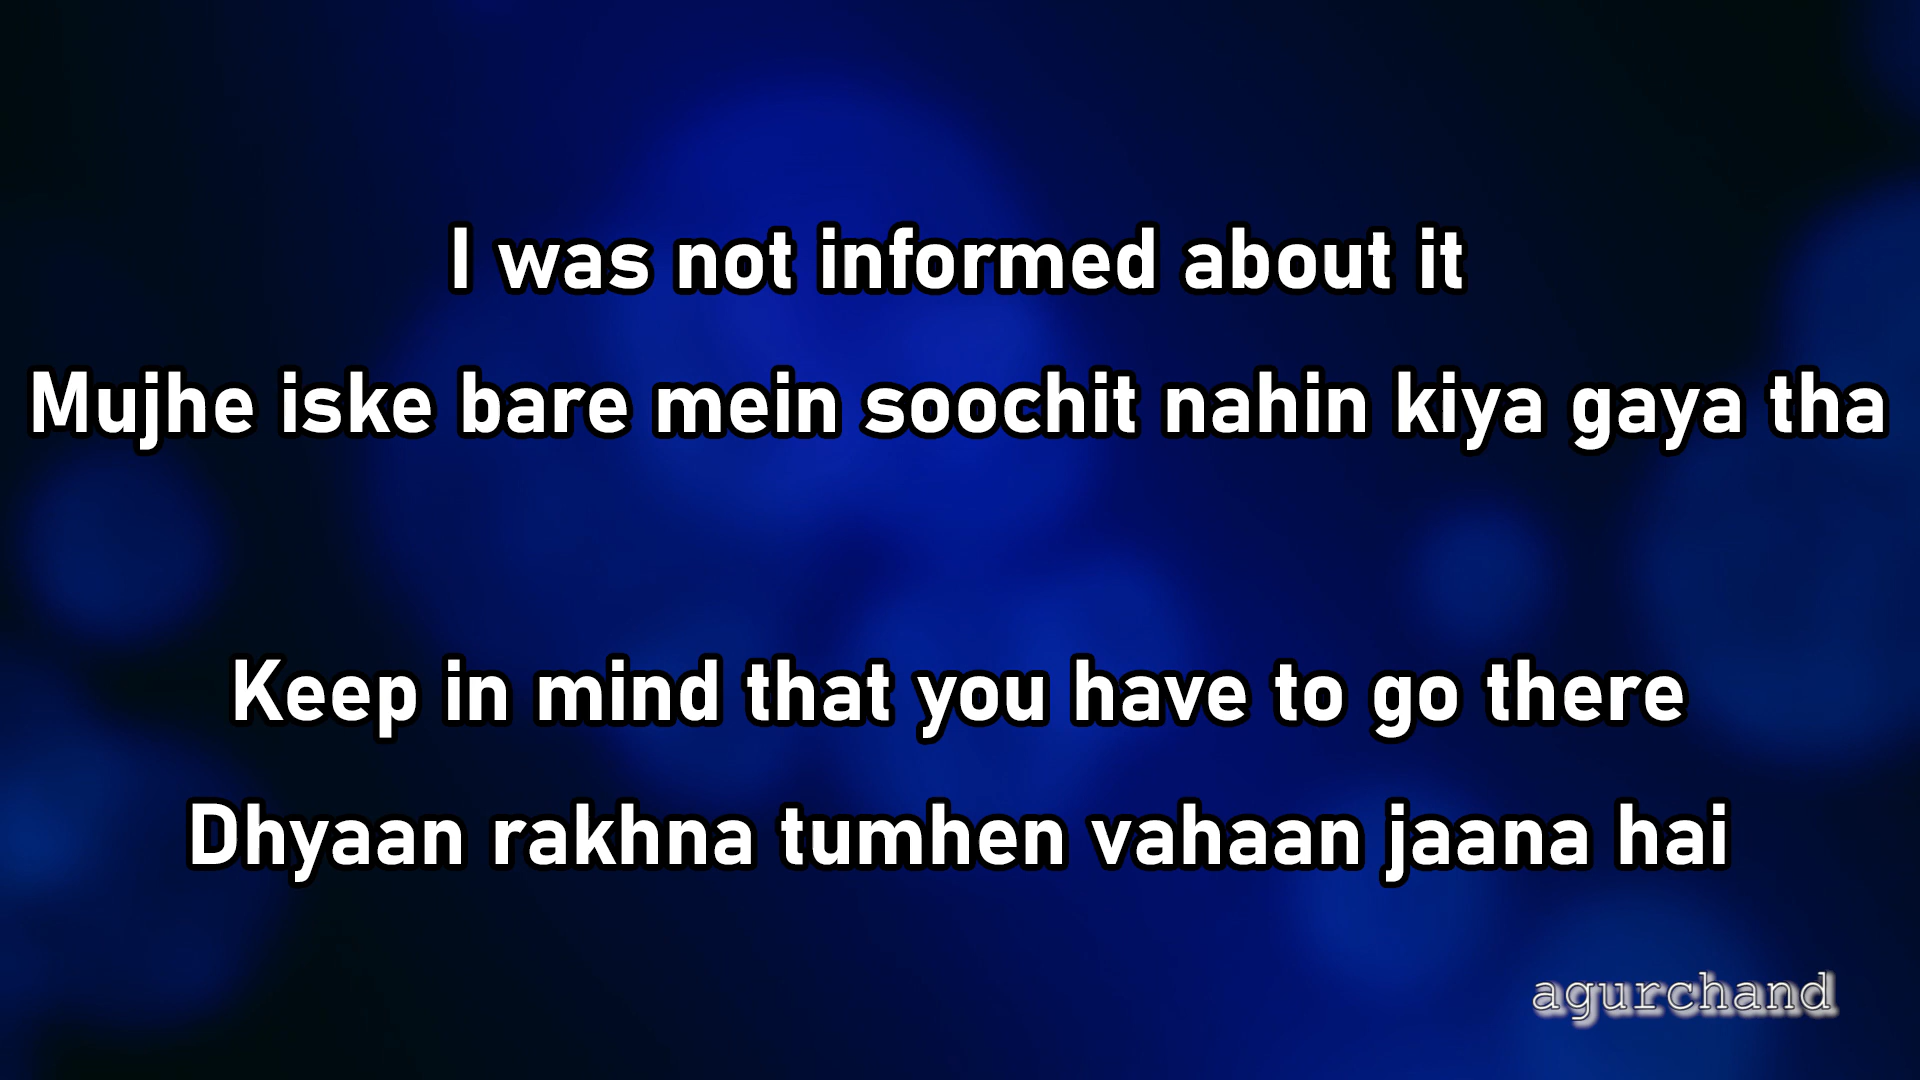 I was not informed about it
Mujhe iske bare mein soochit nahin kiya gaya tha
Keep in mind that you have to go there
Dhyaan rakhna tumhen vahaan jaana hai
agurchand